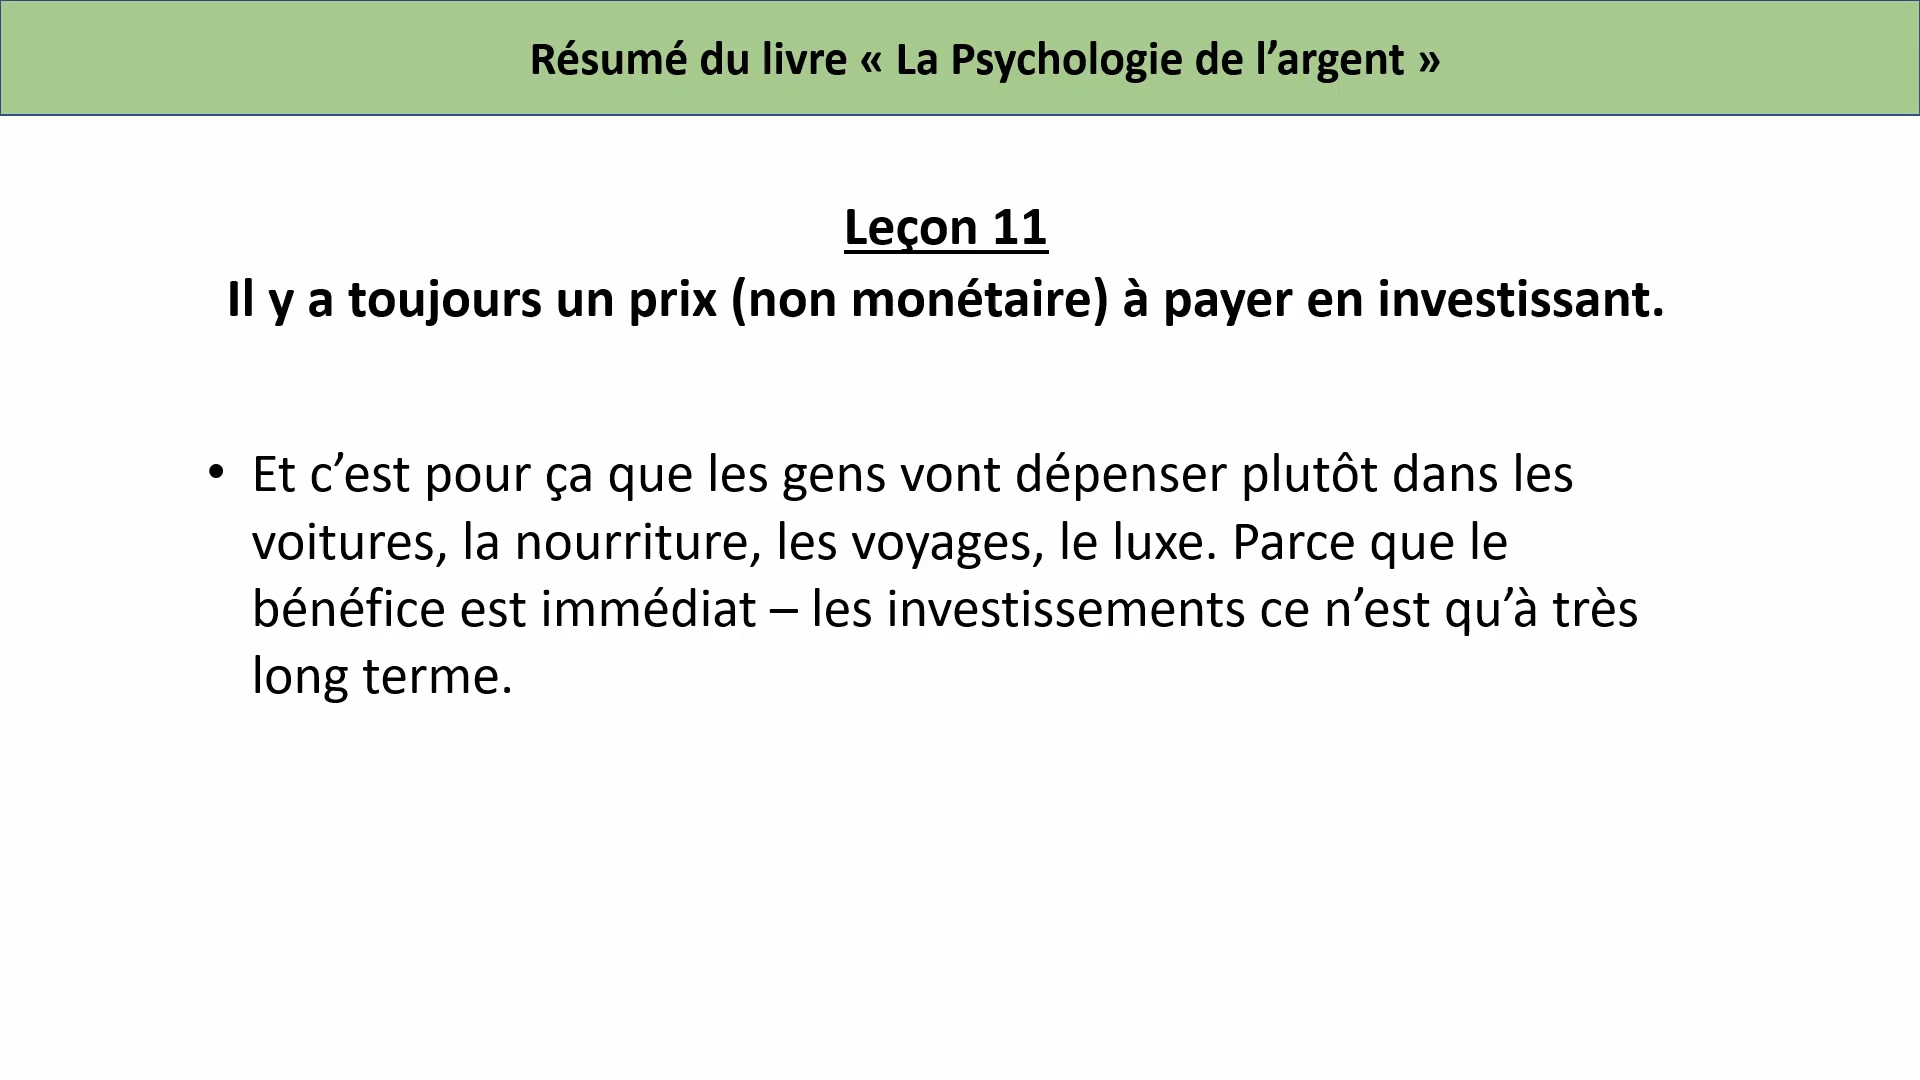 Résumé du livre « La Psychologie de l’argent »
Leçon 11
Il y a toujours un prix (non monétaire) à payer en investissant.
• Et c’est pour ça que les gens vont dépenser plutôt dans les
voitures, la nourriture, les voyages, le luxe. Parce que le
bénéfice est immédiat – les investissements ce n’est qu’à très
long terme.